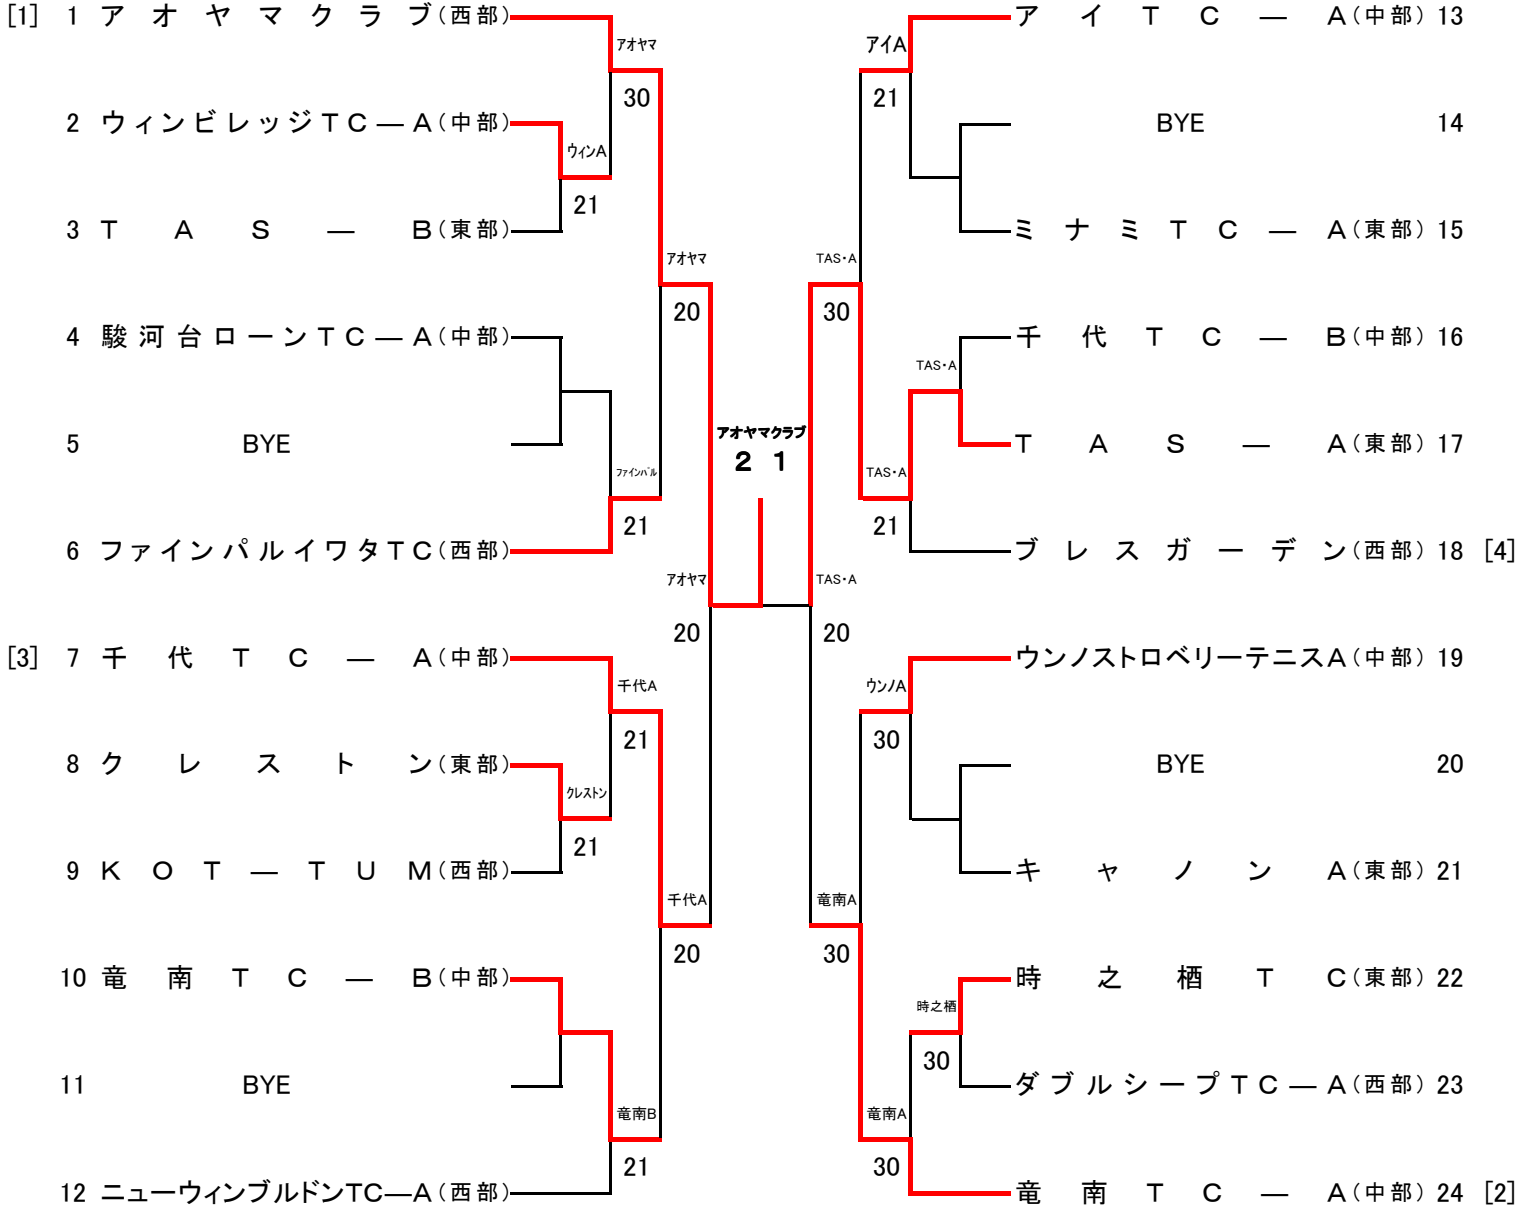 [1] 1 アオヤマクラブ(西部)
アオヤマ
30
2 ウィンビレッジTC―A(中部)
ウィンA
21
3 TAS―B(東部)
アオヤマ
20
4 駿河台ローンTC―A(中部)
5 BYE
ファインパル
21
6 ファインパルイワタTC(西部)
アオヤマ
20
[3] 7 千代TC―A(中部)
千代A
21
8 クレストン(東部)
クレストン
21
9 KOT―TUM(西部)
千代A
20
10 竜南TC―B(中部)
11 BYE
竜南B
21
12 ニューウィンブルドンTC―A(西部)
アオヤマクラブ
2 1
アイTC―A(中部) 13
アイA
21
BYE 14
ミナミTC―A(東部) 15
TAS・A
30
千代TC―B(中部) 16
TAS・A
TAS―A(東部) 17
TAS・A
21
ブレスガーデン(西部) 18 [4]
TAS・A
20
ウンノストロベリーテニスA(中部) 19
ウンノA
30
BYE 20
キャノンA(東部) 21
竜南A
30
時之栖TC(東部) 22
時之栖
30
ダブルシープTC―A(西部) 23
竜南A
30
竜南TC―A(中部) 24 [2]